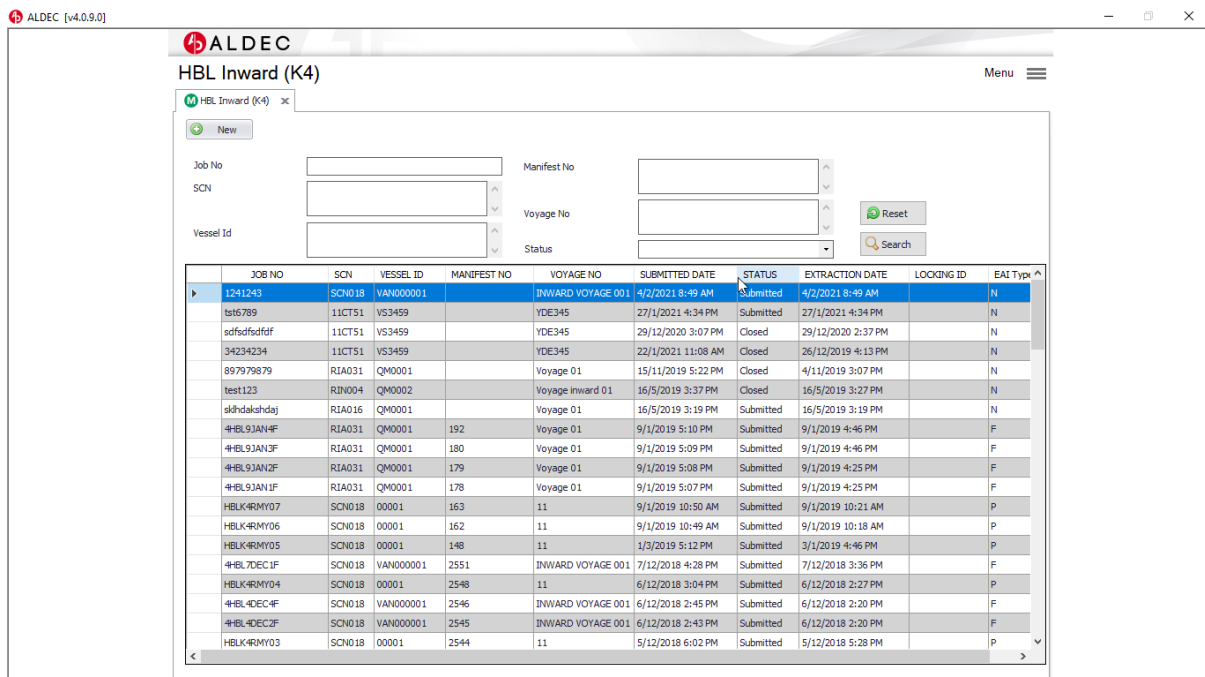 ALDEC [v4.0.9.0]
ALDEC
HBL Inward (K4)
Menu
HBL Inward (K4)
New
Job No
Manifest No
SCN
Voyage No
Reset
Vessel Id
Status
Search
JOB NO SCN VESSEL ID MANIFEST NO VOYAGE NO SUBMITTED DATE STATUS EXTRACTION DATE LOCKING ID EAI Type
1241243 SCN018 VAN000001 INWARD VOYAGE 001 4/2/2021 8:49 AM Submitted 4/2/2021 8:49 AM N
tst6789 11CT51 VS3459 YDE345 27/1/2021 4:34 PM Submitted 27/1/2021 4:34 PM N
sdfsdfsdfdf 11CT51 VS3459 YDE345 29/12/2020 3:07 PM Closed 29/12/2020 2:37 PM N
34234234 11CT51 VS3459 YDE345 22/1/2021 11:08 AM Closed 26/12/2019 4:13 PM N
897979879 RIA031 QM0001 Voyage 01 15/11/2019 5:22 PM Closed 4/11/2019 3:07 PM N
test123 RIN004 QM0002 Voyage inward 01 16/5/2019 3:37 PM Closed 16/5/2019 3:27 PM N
sklhdakshdaj RIA016 QM0001 Voyage 01 16/5/2019 3:19 PM Submitted 16/5/2019 3:19 PM N
4HBL9JAN4F RIA031 QM0001 192 Voyage 01 9/1/2019 5:10 PM Submitted 9/1/2019 4:46 PM F
4HBL9JAN3F RIA031 QM0001 180 Voyage 01 9/1/2019 5:09 PM Submitted 9/1/2019 4:46 PM F
4HBL9JAN2F RIA031 QM0001 179 Voyage 01 9/1/2019 5:08 PM Submitted 9/1/2019 4:25 PM F
4HBL9JAN1F RIA031 QM0001 178 Voyage 01 9/1/2019 5:07 PM Submitted 9/1/2019 4:25 PM F
HBLK4RMY07 SCN018 00001 163 11 9/1/2019 10:50 AM Submitted 9/1/2019 10:21 AM P
HBLK4RMY06 SCN018 00001 162 11 9/1/2019 10:49 AM Submitted 9/1/2019 10:18 AM P
HBLK4RMY05 SCN018 00001 148 11 1/3/2019 5:12 PM Submitted 3/1/2019 4:46 PM P
4HBL7DEC1F SCN018 VAN000001 2551 INWARD VOYAGE 001 7/12/2018 4:28 PM Submitted 7/12/2018 3:36 PM F
HBLK4RMY04 SCN018 00001 2548 11 6/12/2018 3:04 PM Submitted 6/12/2018 2:27 PM P
4HBL4DEC4F SCN018 VAN000001 2546 INWARD VOYAGE 001 6/12/2018 2:45 PM Submitted 6/12/2018 2:20 PM F
4HBL4DEC2F SCN018 VAN000001 2545 INWARD VOYAGE 001 6/12/2018 2:43 PM Submitted 6/12/2018 2:20 PM F
HBLK4RMY03 SCN018 00001 2544 11 5/12/2018 6:02 PM Submitted 5/12/2018 5:28 PM P